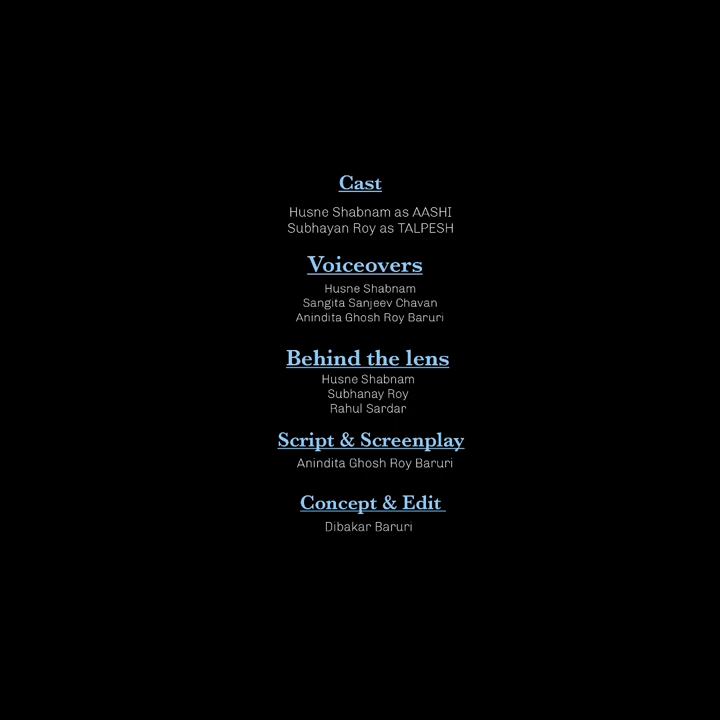 Cast
Husne Shabnam as AASHI
Subhayan Roy as TALPESH
Voiceovers
Husne Shabnam
Sangita Sanjeev Chavan
Anindita Ghosh Roy Baruri
Behind the lens
Husne Shabnam
Subhanay Roy
Rahul Sardar
Script & Screenplay
Anindita Ghosh Roy Baruri
Concept & Edit
Dibakar Baruri